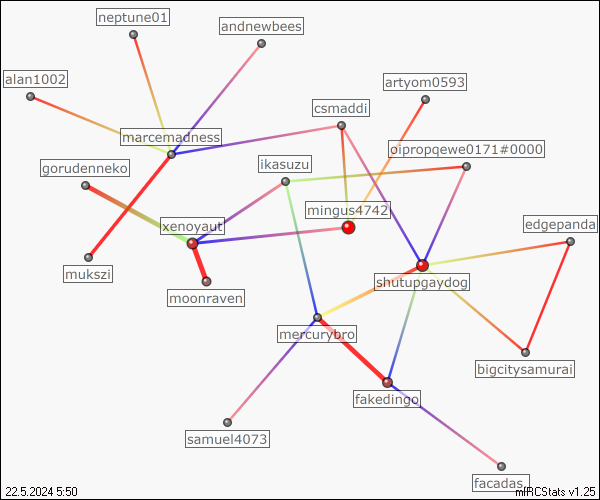 neptune01
andnewbees
alan1002
artyom0593
csmaddi
marcemadness
oipropqewe0171#0000
gorudenneko
ikasuzu
mingus4742
xenoyaut
edgepanda
mukszi
shutupgaydog
moonraven
mercurybro
bigcitysamurai
fakedingo
samuel4073
facadas.
22.5.2024 5:50
mIRCStats v1.25